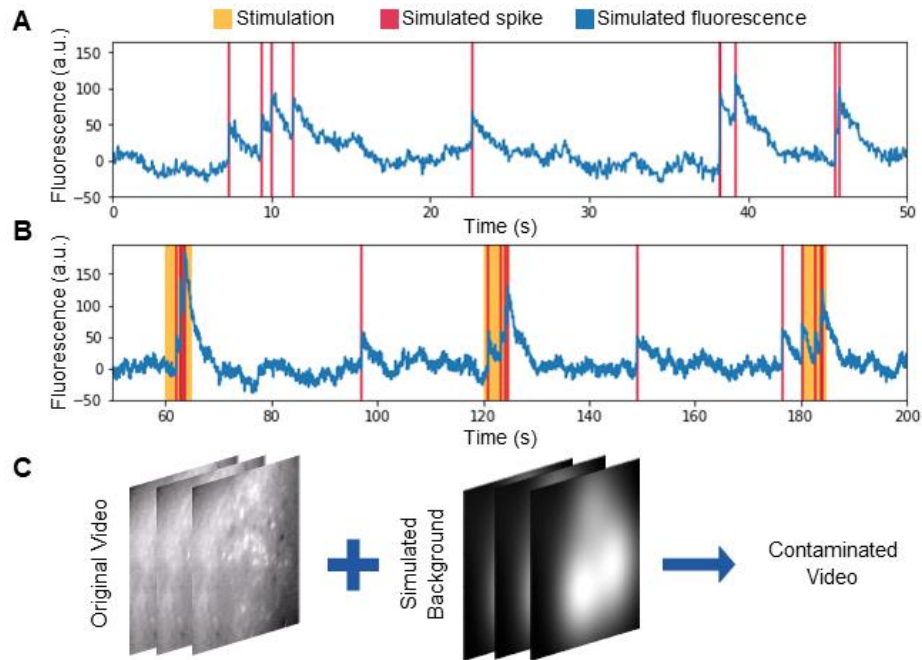 A
Stimulation
Simulated spike
Simulated fluorescence
Fluorescence (a.u.)
150
100
50
0
−50
0
10
20
30
40
50
Time (s)
B
Fluorescence (a.u.)
150
100
50
0
−50
60
80
100
120
140
160
180
200
Time (s)
C
Original Video
Simulated
Background
Contaminated
Video